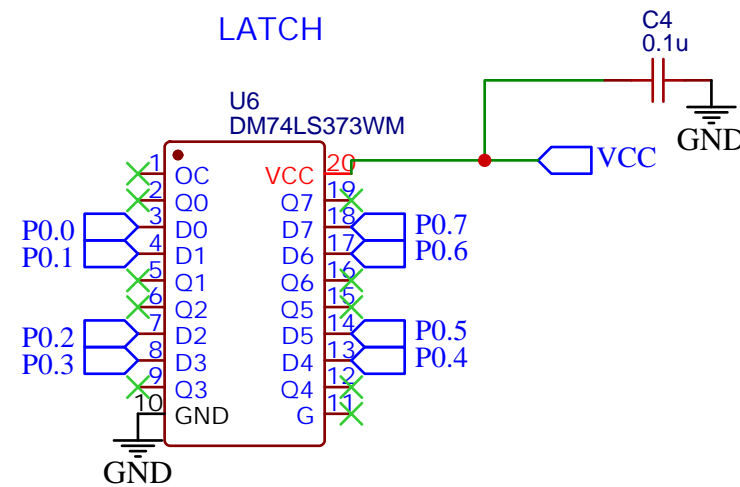 LATCH
C4
0.1u
GND
VCC
U6
DM74LS373WM
1 OC VCC 20
2 Q0 Q7 19
P0.0 3 D0 D7 18 P0.7
P0.1 4 D1 D6 17 P0.6
5 Q1 Q6 16
6 Q2 Q5 15
P0.2 7 D2 D5 14 P0.5
P0.3 8 D3 D4 13 P0.4
9 Q3 Q4 12
10 GND G 11
GND